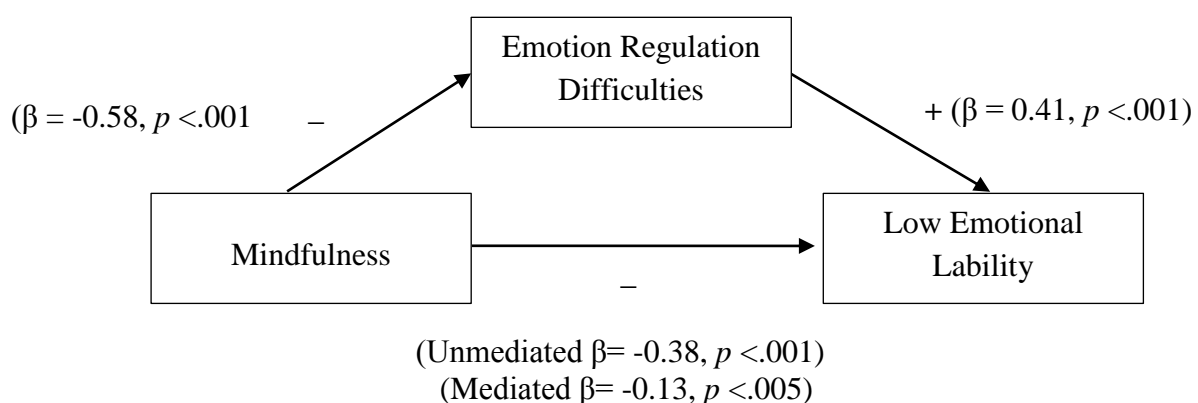 Emotion Regulation
Difficulties
(β = -0.58, p <.001 –
+ (β = 0.41, p <.001)
Mindfulness
Low Emotional
Lability
–
(Unmediated β= -0.38, p <.001)
(Mediated β= -0.13, p <.005)